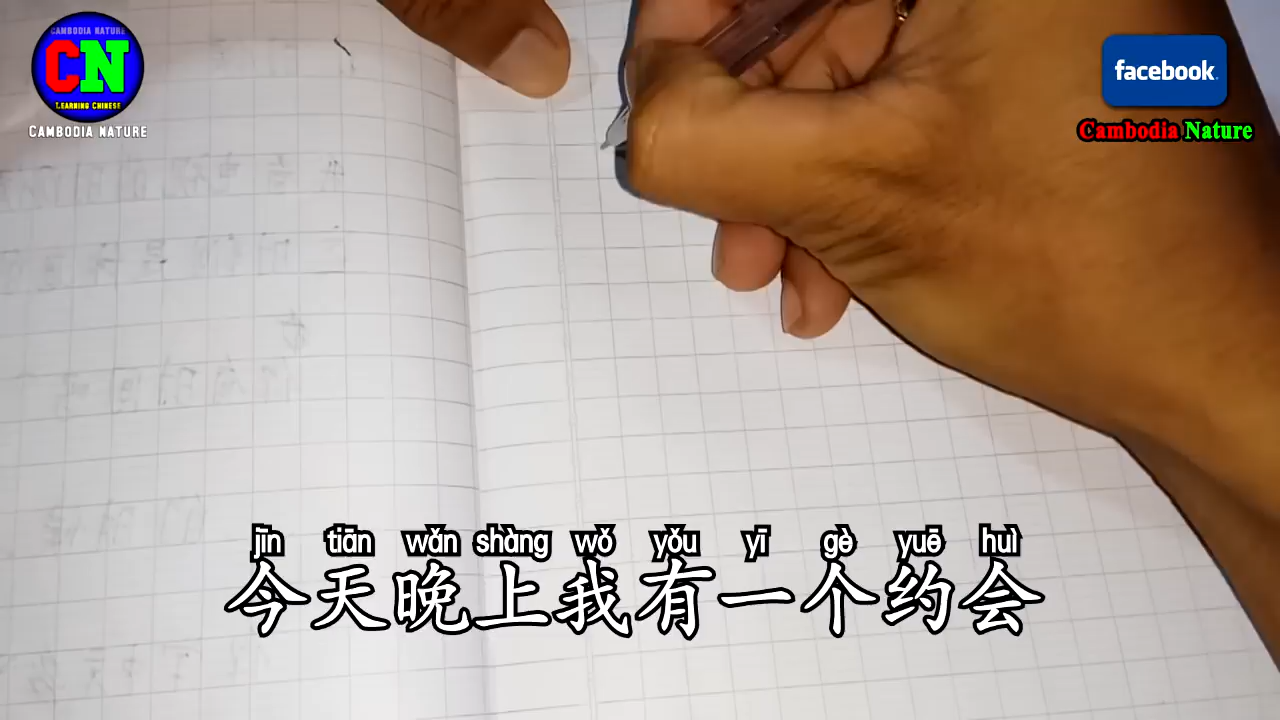 CAMBODIA NATURE
CN
LEARNING CHINESE
CAMBODIA NATURE
facebook
Cambodia Nature
jīn tiān wǎn shàng wǒ yǒu yī gè yuē huì
今天晚上我有一个约会